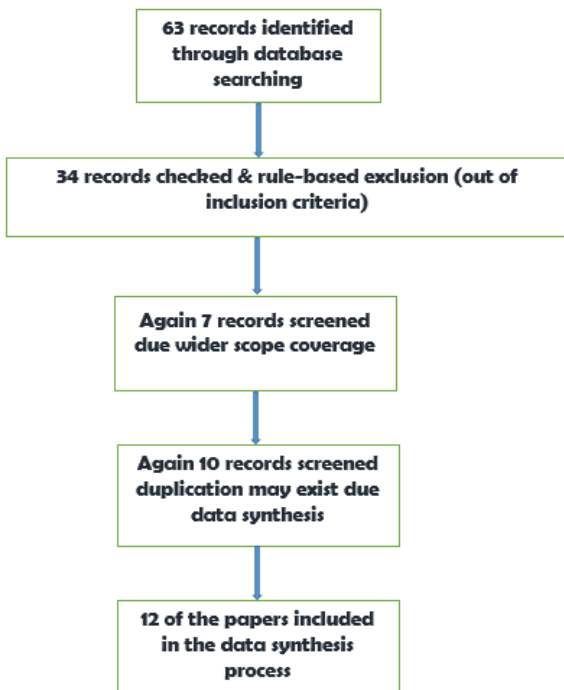 63 records identified
through database
searching
34 records checked & rule-based exclusion (out of
inclusion criteria)
Again 7 records screened
due wider scope coverage
Again 10 records screened
duplication may exist due
data synthesis
12 of the papers included
in the data synthesis
process